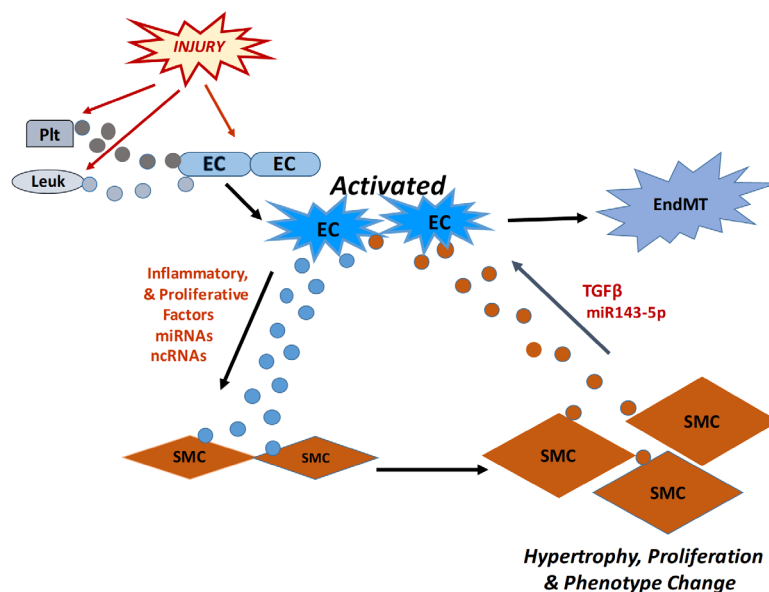 INJURY
Plt
EC EC
Leuk
Activated
EC EC
EndMT
Inflammatory,
& Proliferative
Factors
miRNAs
ncRNAs
TGFβ
miR143-5p
SMC SMC
SMC
SMC
SMC
Hypertrophy, Proliferation
& Phenotype Change